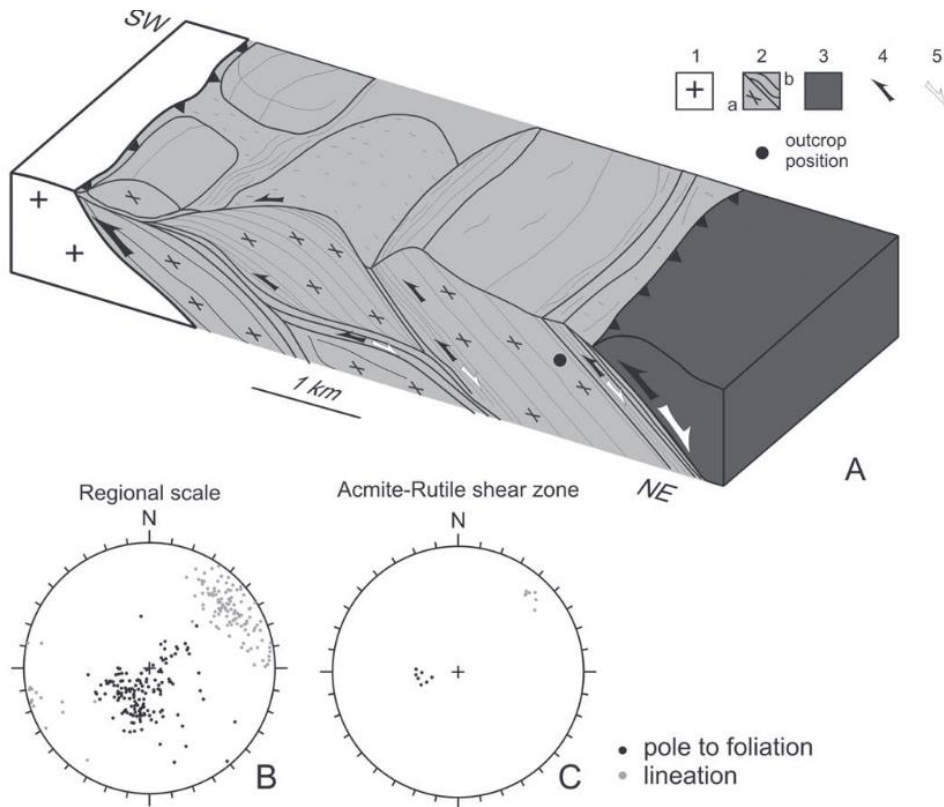 SW
1 2 3 4 5
a b
outcrop
position
1 km
NE
A
Regional scale
Acmite-Rutile shear zone
N
N
B
C
pole to foliation
lineation